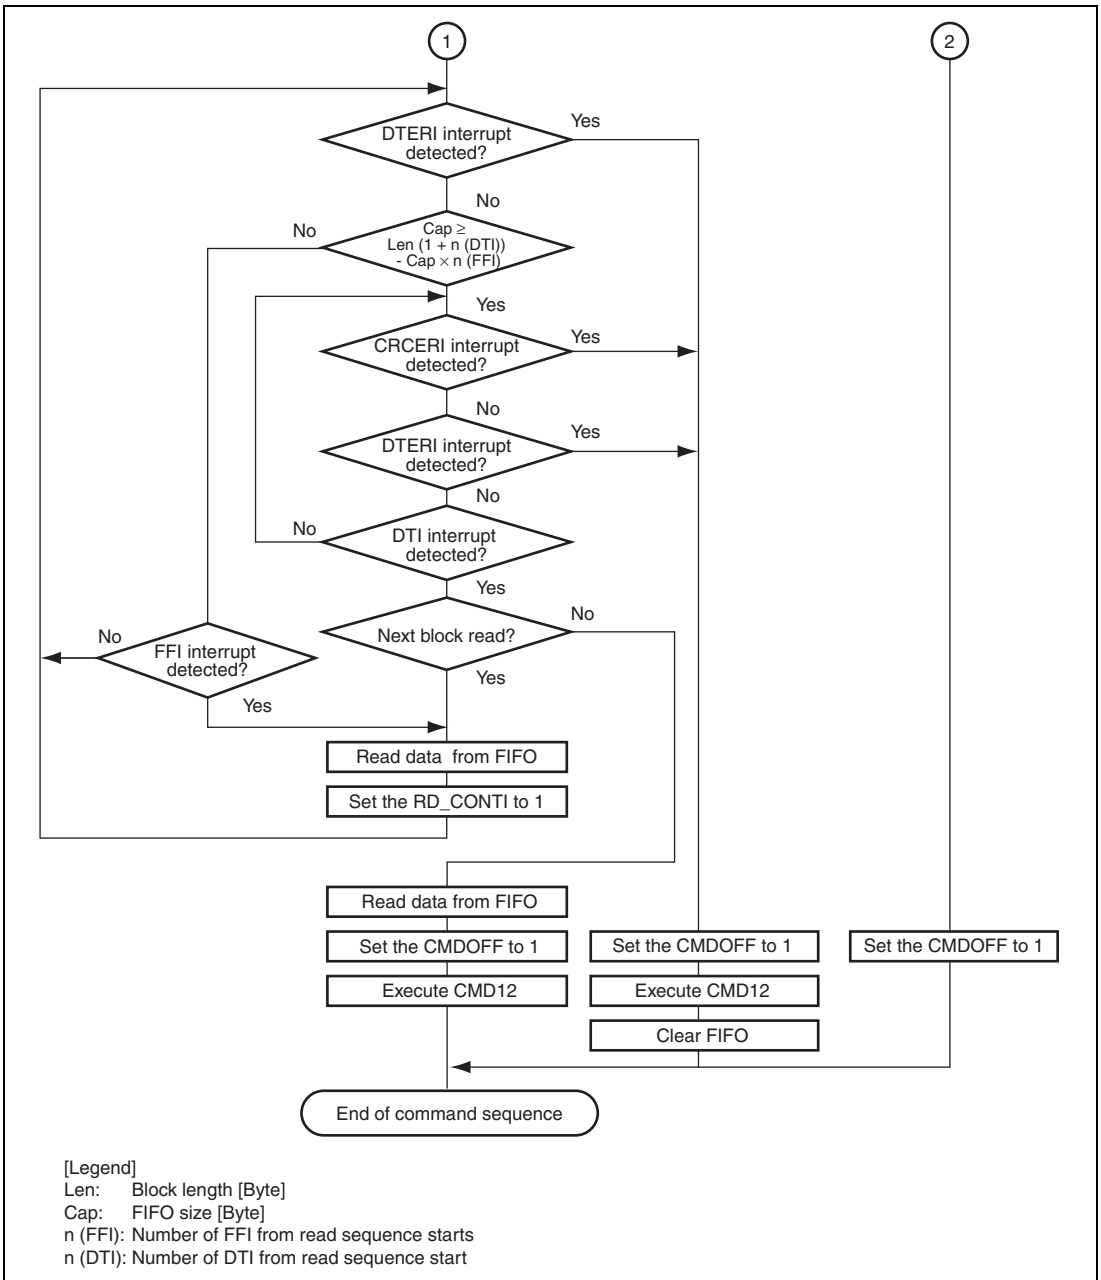 1
2
DTERI interrupt
detected?
Yes
No
Cap ≥
Len (1 + n (DTI))
- Cap × n (FFI)
No
Yes
CRCERI interrupt
detected?
Yes
No
DTERI interrupt
detected?
Yes
No
DTI interrupt
detected?
No
Yes
Next block read?
No
Yes
FFI interrupt
detected?
No
Yes
Read data from FIFO
Set the RD_CONTI to 1
Read data from FIFO
Set the CMDOFF to 1
Execute CMD12
Set the CMDOFF to 1
Execute CMD12
Clear FIFO
Set the CMDOFF to 1
End of command sequence
[Legend]
Len: Block length [Byte]
Cap: FIFO size [Byte]
n (FFI): Number of FFI from read sequence starts
n (DTI): Number of DTI from read sequence start